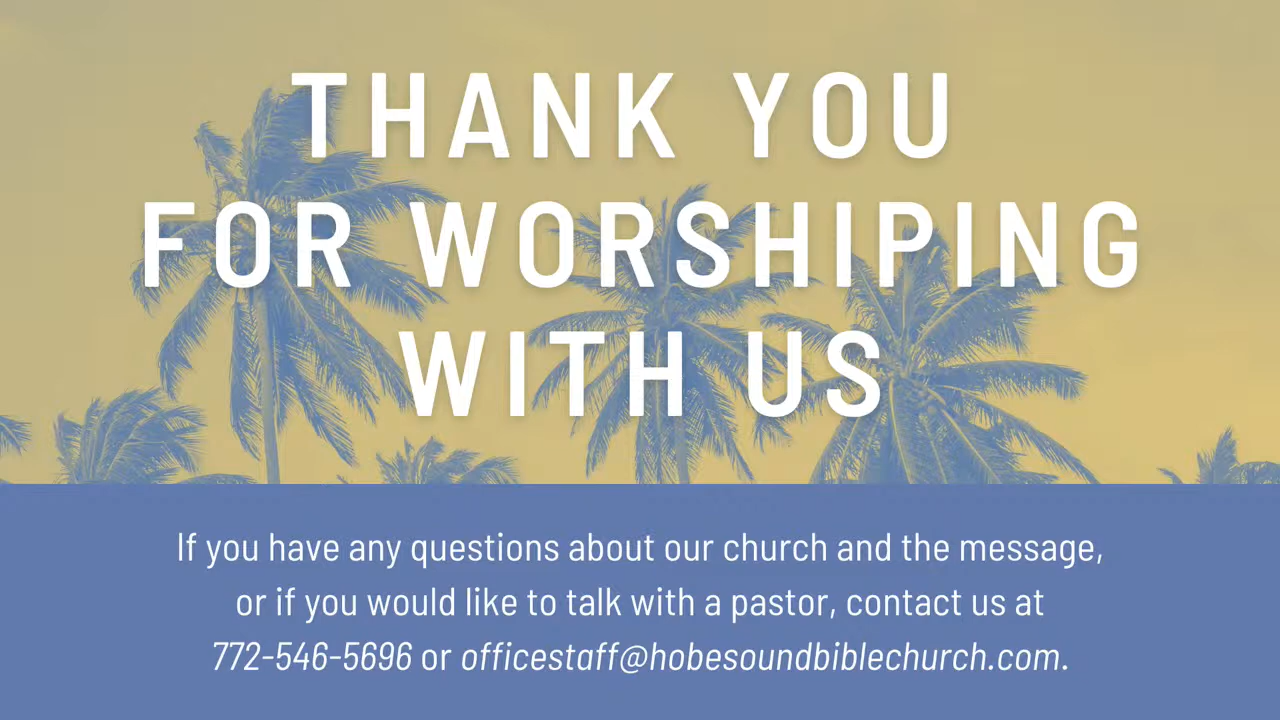 THANK YOU
FOR WORSHIPING
WITH US
If you have any questions about our church and the message,
or if you would like to talk with a pastor, contact us at
772-546-5696 or officestaff@hobesoundbiblechurch.com.